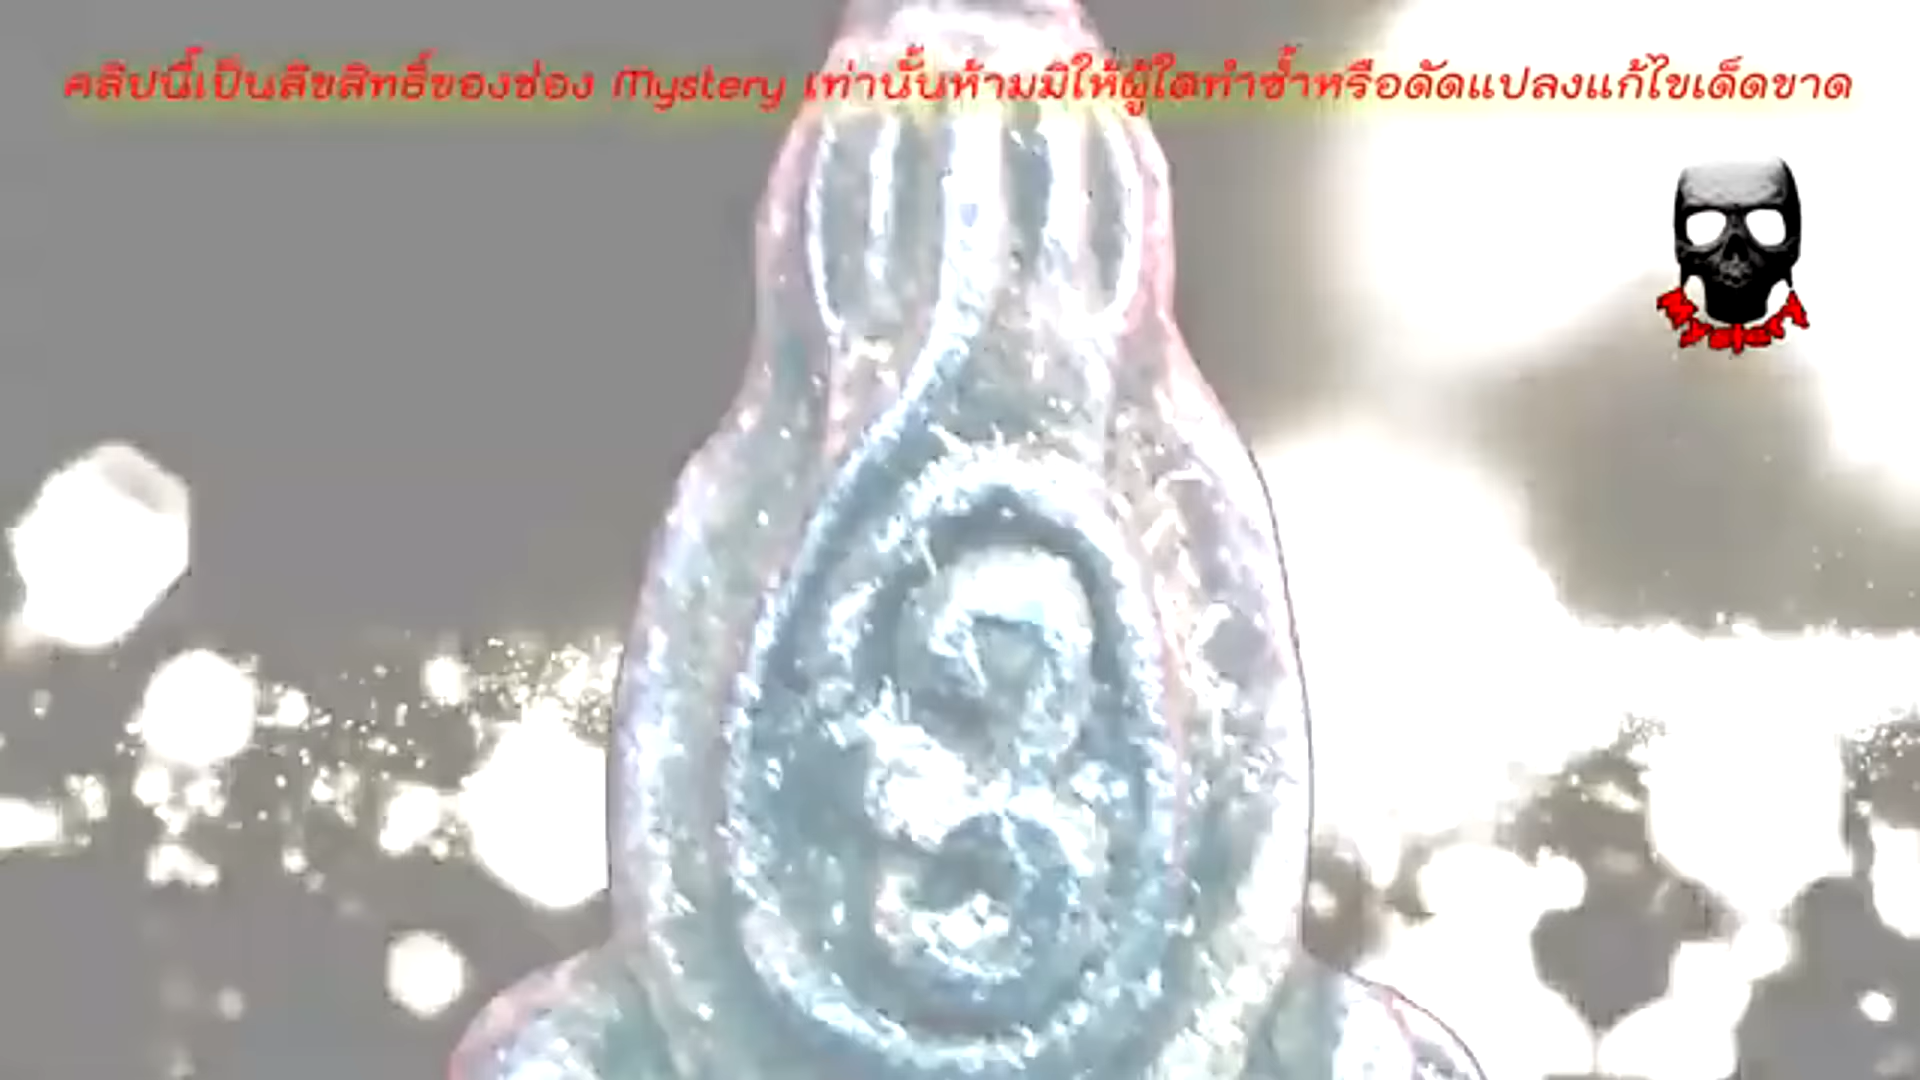 คลิปนี้เป็นลิขสิทธิ์ของช่อง Mystery เท่านั้นห้ามมิให้ผู้ใดทำซ้ำหรือดัดแปลงแก้ไขเด็ดขาด
Mystery